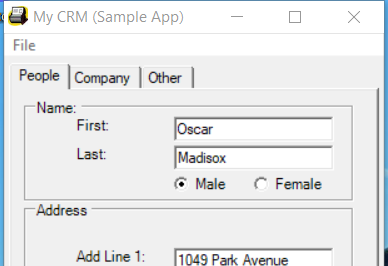 My CRM (Sample App)
File
People Company Other
Name:
First: Oscar
Last: Madisox
Male Female
Address
Add Line 1: 1049 Park Avenue